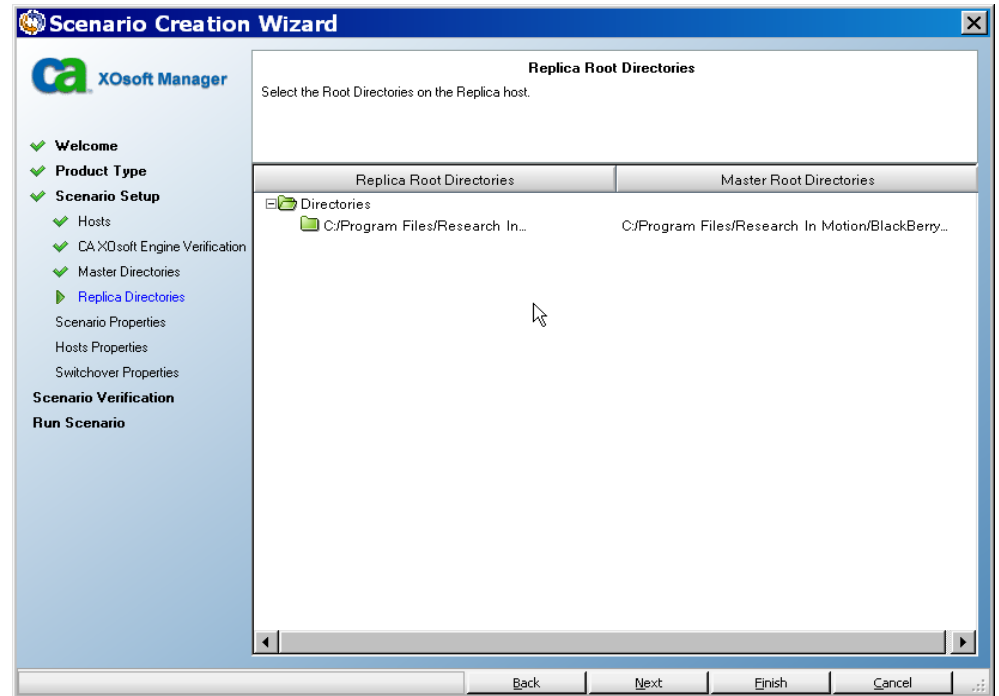 Scenario Creation Wizard
ca XOsoft Manager
Welcome
Product Type
Scenario Setup
Hosts
CA XOsoft Engine Verification
Master Directories
Replica Directories
Scenario Properties
Hosts Properties
Switchover Properties
Scenario Verification
Run Scenario
Replica Root Directories
Select the Root Directories on the Replica host.
Replica Root Directories Master Root Directories
Directories
C:/Program Files/Research In... C:/Program Files/Research In Motion/BlackBerry...
Back Next Finish Cancel